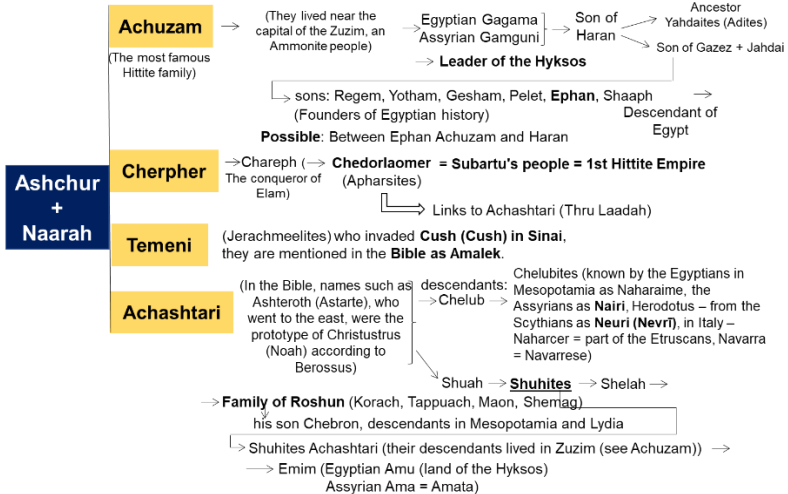 Ashchur
+
Naarah
Achuzam
(The most famous
Hittite family)
(They lived near the
capital of the Zuzim, an
Ammonite people)
Egyptian Gagama
Assyrian Gamguni
Son of
Haran
Ancestor
Yahdaites (Adites)
Son of Gazez + Jahdai
Leader of the Hyksos
sons: Regem, Yotham, Gesham, Pelet, Ephan, Shaaph
(Founders of Egyptian history)
Descendant of
Egypt
Possible: Between Ephan Achuzam and Haran
Cherpher
Chareph (
The conqueror of
Elam)
Chedorlaomer = Subartu's people = 1st Hittite Empire
(Apharsites)
Links to Achashtari (Thru Laadah)
Temeni
(Jerachmeelites) who invaded Cush (Cush) in Sinai,
they are mentioned in the Bible as Amalek.
Achashtari
(In the Bible, names such as
Ashteroth (Astarte), who
went to the east, were the
prototype of Christustrus
(Noah) according to
Berossus)
descendants:
Chelub
Chelubites (known by the Egyptians in
Mesopotamia as Naharaime, the
Assyrians as Nairi, Herodotus – from the
Scythians as Neuri (Nevrī), in Italy –
Naharcer = part of the Etruscans, Navarra
= Navarrese)
Shuah
Shuhites
Shelah
Family of Roshun (Korach, Tappuach, Maon, Shemag)
his son Chebron, descendants in Mesopotamia and Lydia
Shuhites Achashtari (their descendants lived in Zuzim (see Achuzam))
Emim (Egyptian Amu (land of the Hyksos)
Assyrian Ama = Amata)